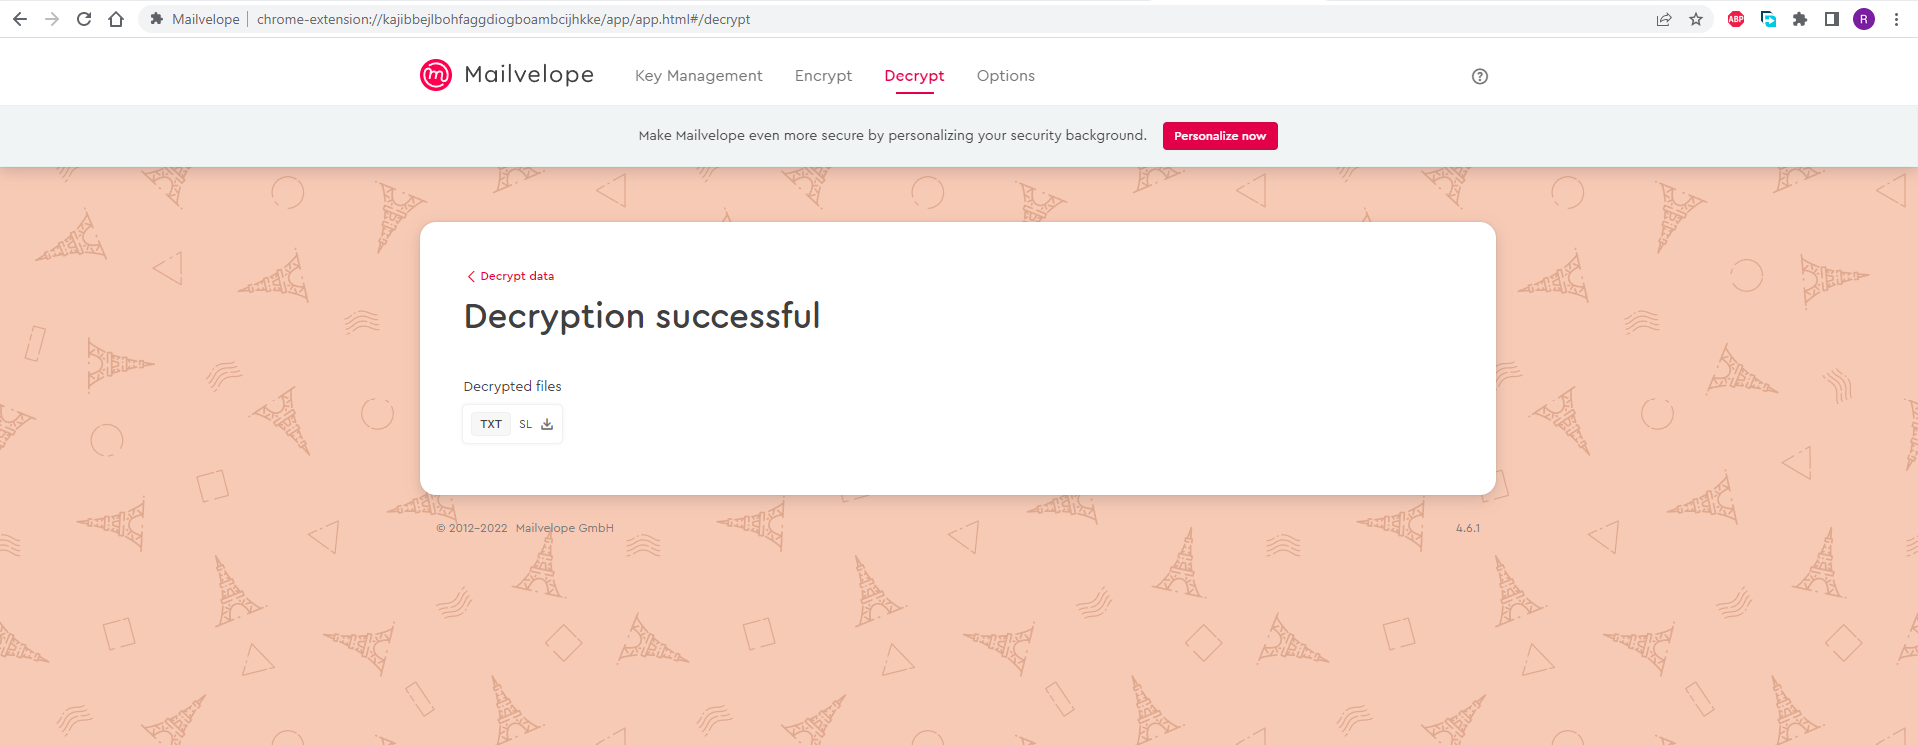 Mailvelope chrome-extension://kajibbejlbohfaggdiogboambcijhkke/app/app.html#/decrypt ABP R
Mailvelope Key Management Encrypt Decrypt Options ?
Make Mailvelope even more secure by personalizing your security background. Personalize now
Decrypt data
Decryption successful
Decrypted files
TXT SL
© 2012-2022 Mailvelope GmbH 4.6.1